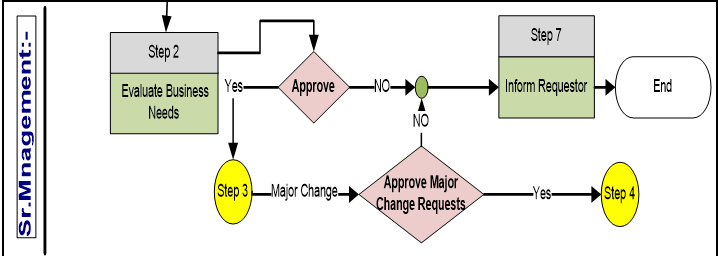 Sr.Mnagement:-
Step 2
Evaluate Business
Needs
Yes
Approve
NO
Step 7
Inform Requestor
End
NO
Step 3
Major Change
Approve Major
Change Requests
Yes
Step 4